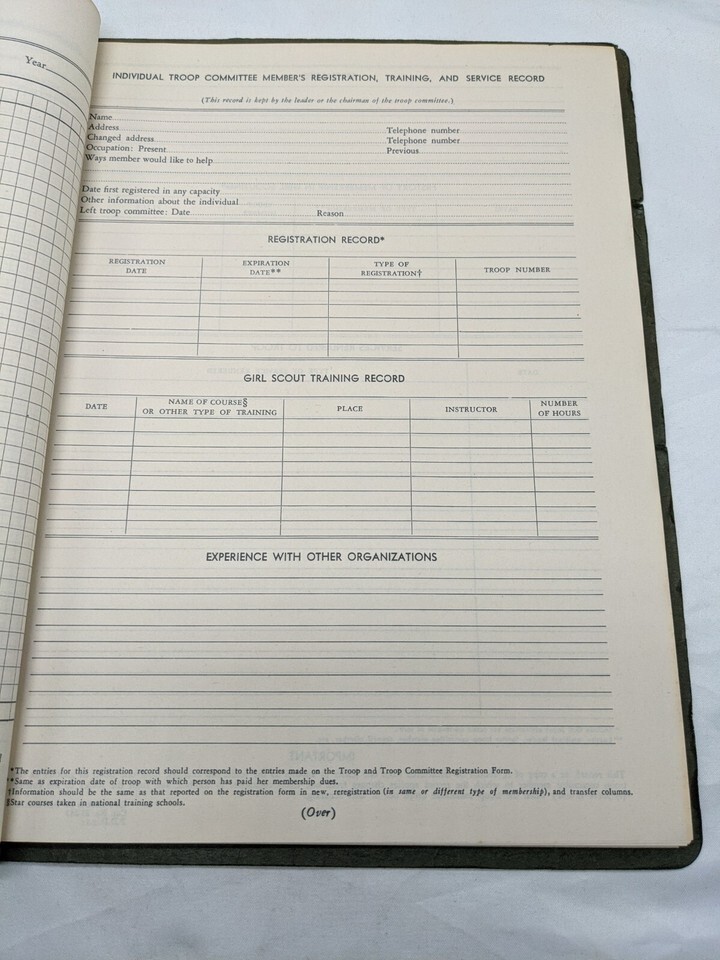 Year
INDIVIDUAL TROOP COMMITTEE MEMBER'S REGISTRATION, TRAINING, AND SERVICE RECORD
(This record is kept by the leader or the chairman of the troop committee.)
Name
Address Telephone number
Changed address Telephone number
Occupation: Present Previous
Ways member would like to help
Date first registered in any capacity
Other information about the individual
Left troop committee: Date Reason
REGISTRATION RECORD*
REGISTRATION DATE EXPIRATION DATE** TYPE OF REGISTRATION† TROOP NUMBER
GIRL SCOUT TRAINING RECORD
DATE NAME OF COURSE§ OR OTHER TYPE OF TRAINING PLACE INSTRUCTOR NUMBER OF HOURS
EXPERIENCE WITH OTHER ORGANIZATIONS
*The entries for this registration record should correspond to the entries made on the Troop and Troop Committee Registration Form.
**Same as expiration date of troop with which person has paid her membership dues.
†Information should be the same as that reported on the registration form in new, reregistration (in same or different type of membership), and transfer columns.
Star courses taken in national training schools.
(Over)